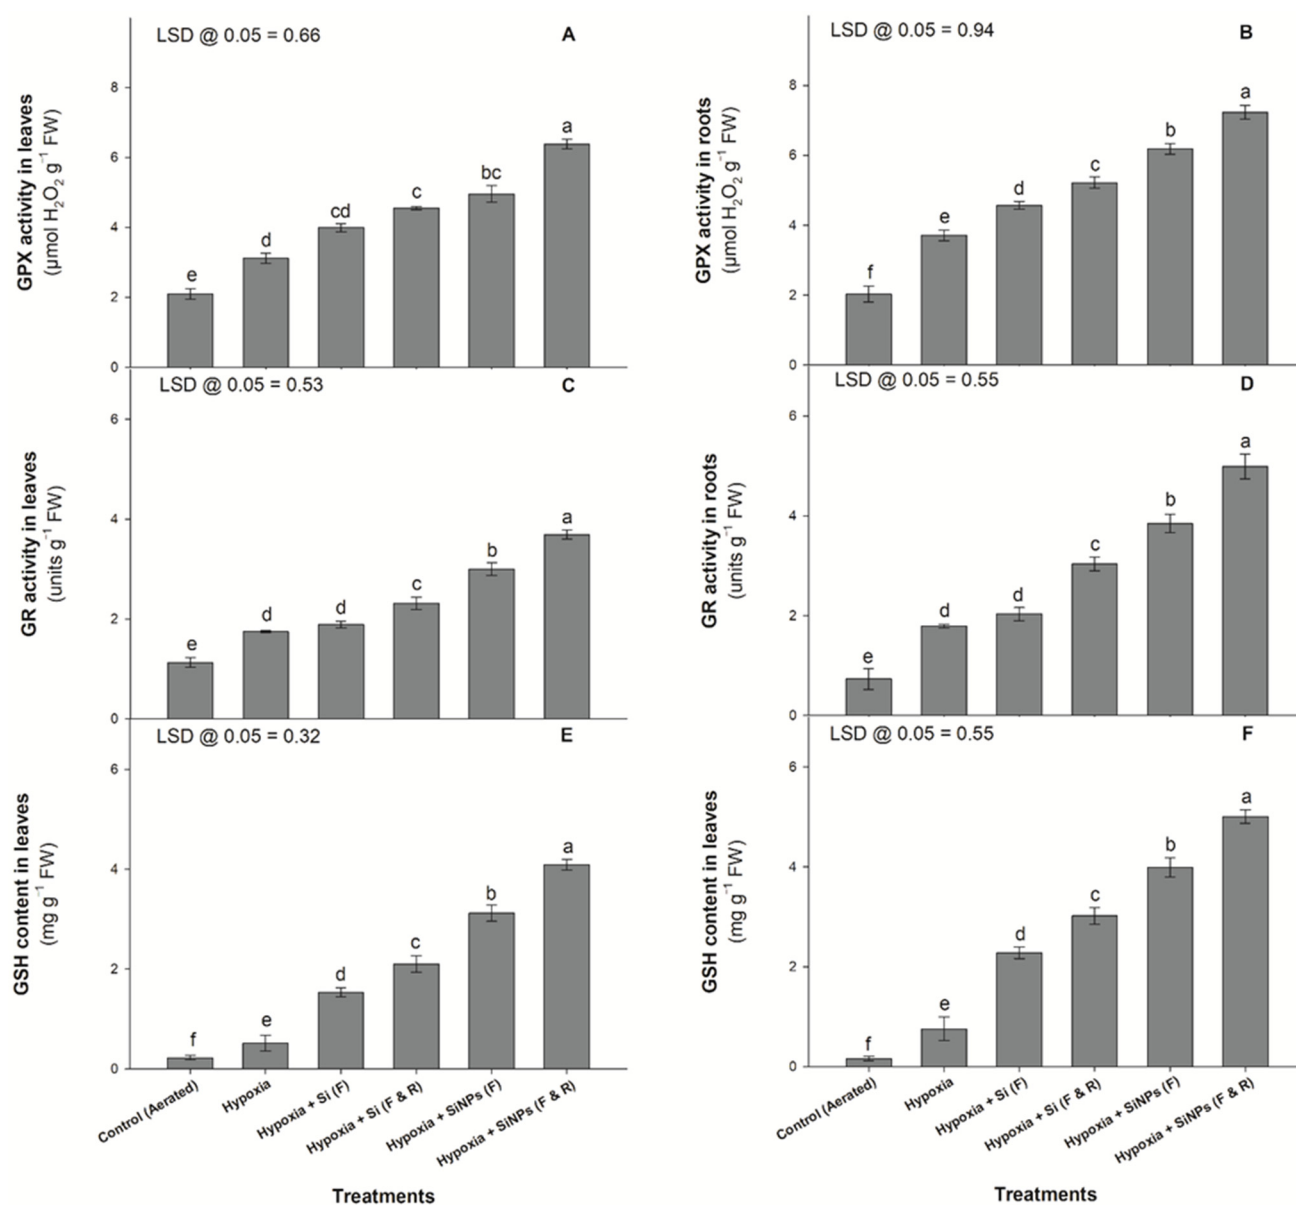 LSD @ 0.05 = 0.66
A
GPX activity in leaves
(µmol H₂O₂ g⁻¹ FW)
8
6
4
2
0
e
d
cd
c
bc
a
LSD @ 0.05 = 0.94
B
GPX activity in roots
(µmol H₂O₂ g⁻¹ FW)
8
6
4
2
0
f
e
d
c
b
a
LSD @ 0.05 = 0.53
C
GR activity in leaves
(units g⁻¹ FW)
6
4
2
0
e
d
d
c
b
a
LSD @ 0.05 = 0.55
D
GR activity in roots
(units g⁻¹ FW)
6
4
2
0
e
d
d
c
b
a
LSD @ 0.05 = 0.32
E
GSH content in leaves
(mg g⁻¹ FW)
6
4
2
0
f
e
d
c
b
a
Control (Aerated)
Hypoxia
Hypoxia + Si (F)
Hypoxia + Si (F & R)
Hypoxia + SiNPs (F)
Hypoxia + SiNPs (F & R)
Treatments
LSD @ 0.05 = 0.55
F
GSH content in leaves
(mg g⁻¹ FW)
6
4
2
0
f
e
d
c
b
a
Control (Aerated)
Hypoxia
Hypoxia + Si (F)
Hypoxia + Si (F & R)
Hypoxia + SiNPs (F)
Hypoxia + SiNPs (F & R)
Treatments